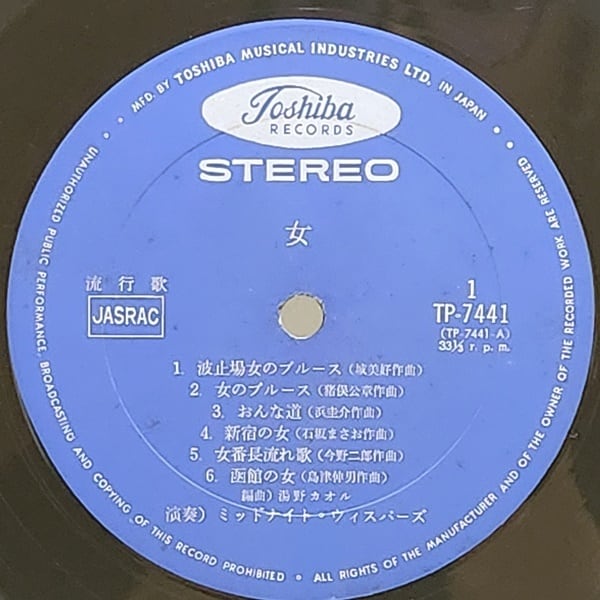 MFD. BY TOSHIBA MUSICAL INDUSTRIES LTD. IN JAPAN
Toshiba
RECORDS
STEREO
女
流行歌
JASRAC
1
TP-7441
(TP-7441-A)
33⅓ r.p.m.
1. 波止場女のブルース(城美好作曲)
2. 女のブルース(猪俣公章作曲)
3. おんな道(浜圭介作曲)
4. 新宿の女(石坂まさお作曲)
5. 女番長流れ歌(今野二郎作曲)
6. 函館の女(島津伸男作曲)
編曲)湯野カオル
演奏)ミッドナイト・ウィスパーズ
UNAUTHORIZED PUBLIC PERFORMANCE, BROADCASTING AND COPYING OF THIS RECORD PROHIBITED • ALL RIGHTS OF THE MANUFACTURER AND OF THE OWNER OF THE RECORDED WORK ARE RESERVED